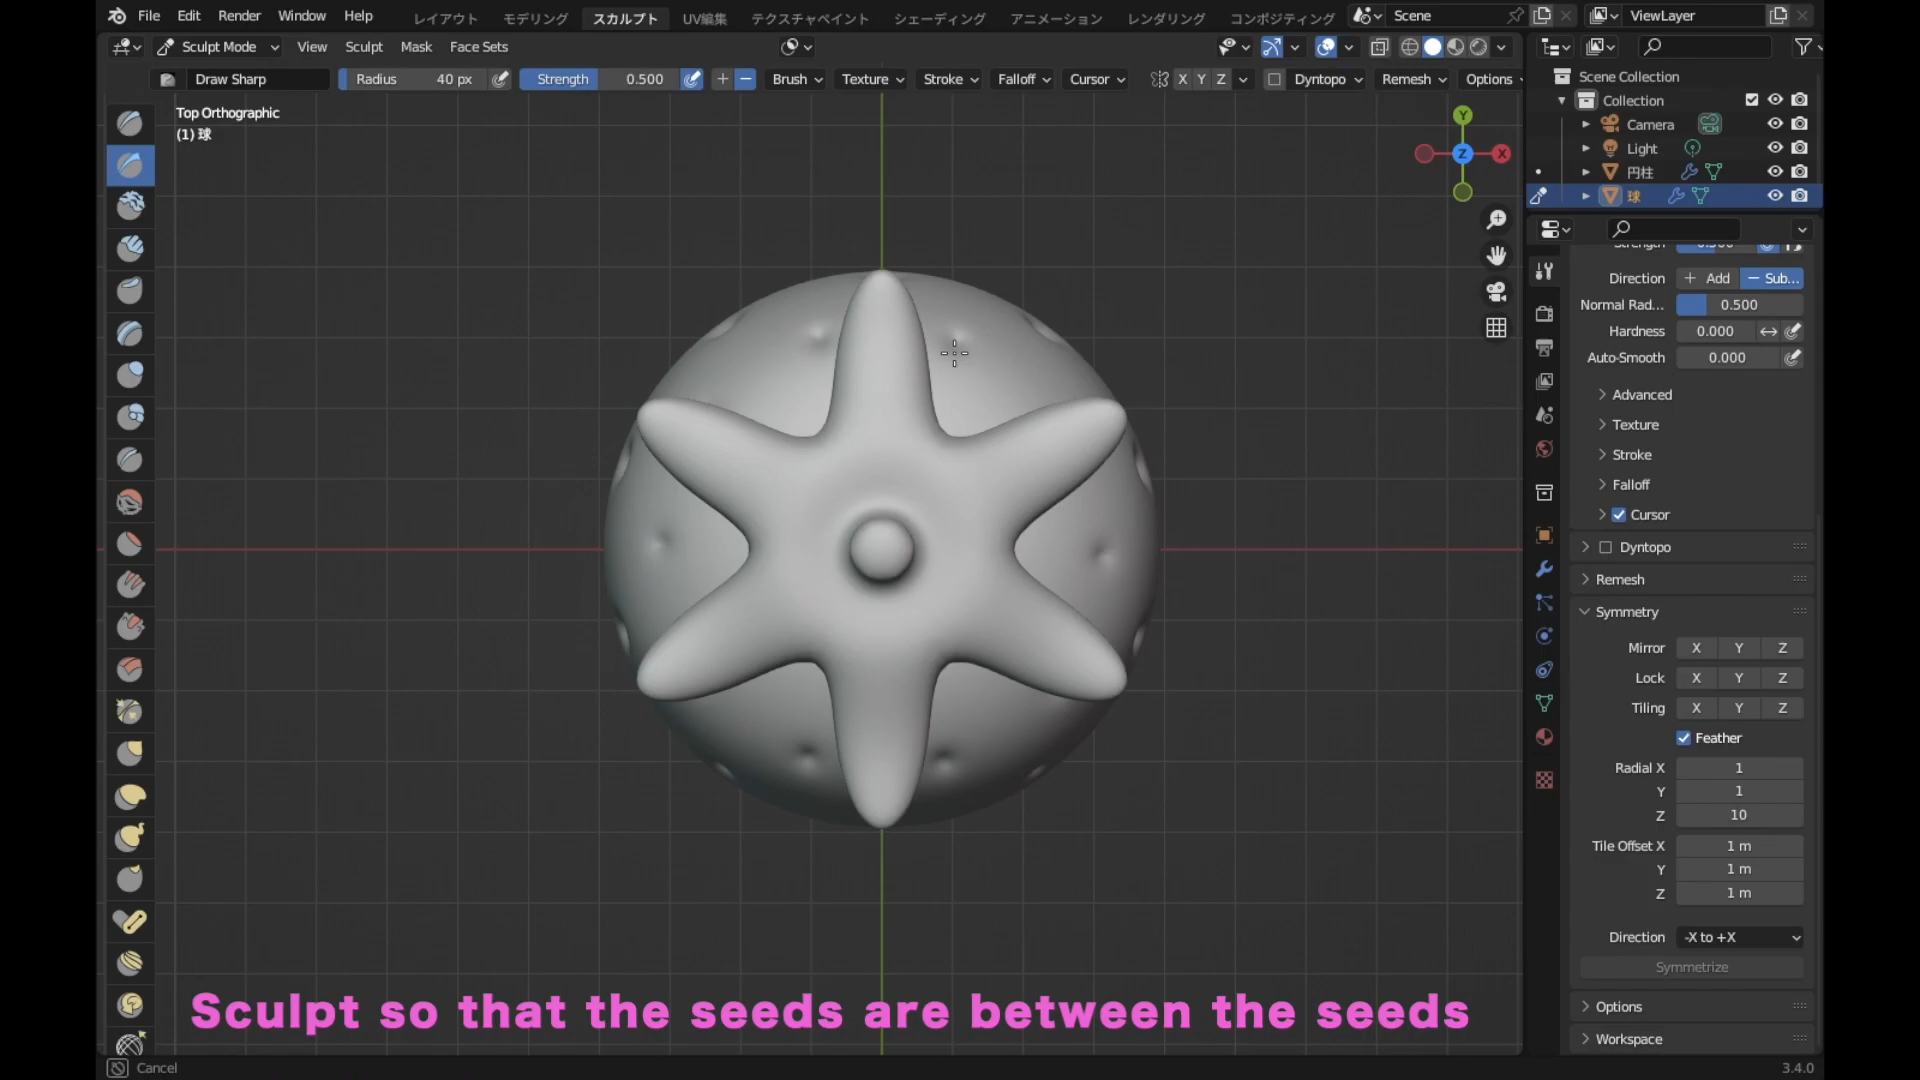 File Edit Render Window Help レイアウト モデリング スカルプト UV編集 テクスチャペイント シェーディング アニメーション レンダリング コンポジティング Scene ViewLayer
Sculpt Mode View Sculpt Mask Face Sets
Draw Sharp Radius 40 px Strength 0.500 Brush Texture Stroke Falloff Cursor X Y Z Dyntopo Remesh Options
Top Orthographic
(1) 球
Y
Z X
Scene Collection
Collection
Camera
Light
円柱
球
Strength 0.500
Direction Add Sub...
Normal Rad... 0.500
Hardness 0.000
Auto-Smooth 0.000
Advanced
Texture
Stroke
Falloff
Cursor
Dyntopo
Remesh
Symmetry
Mirror X Y Z
Lock X Y Z
Tiling X Y Z
Feather
Radial X 1
Y 1
Z 10
Tile Offset X 1 m
Y 1 m
Z 1 m
Direction -X to +X
Symmetrize
Options
Workspace
Sculpt so that the seeds are between the seeds
Cancel
3.4.0